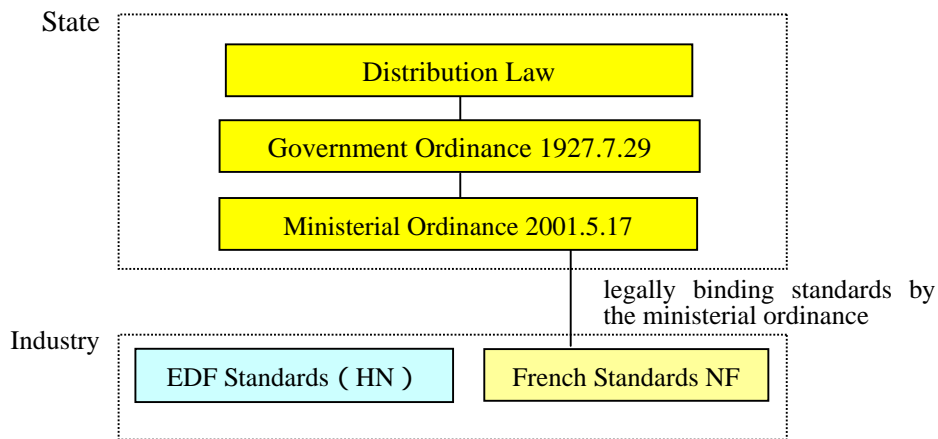 State
Distribution Law
Government Ordinance 1927.7.29
Ministerial Ordinance 2001.5.17
legally binding standards by
the ministerial ordinance
Industry
EDF Standards ( HN )
French Standards NF